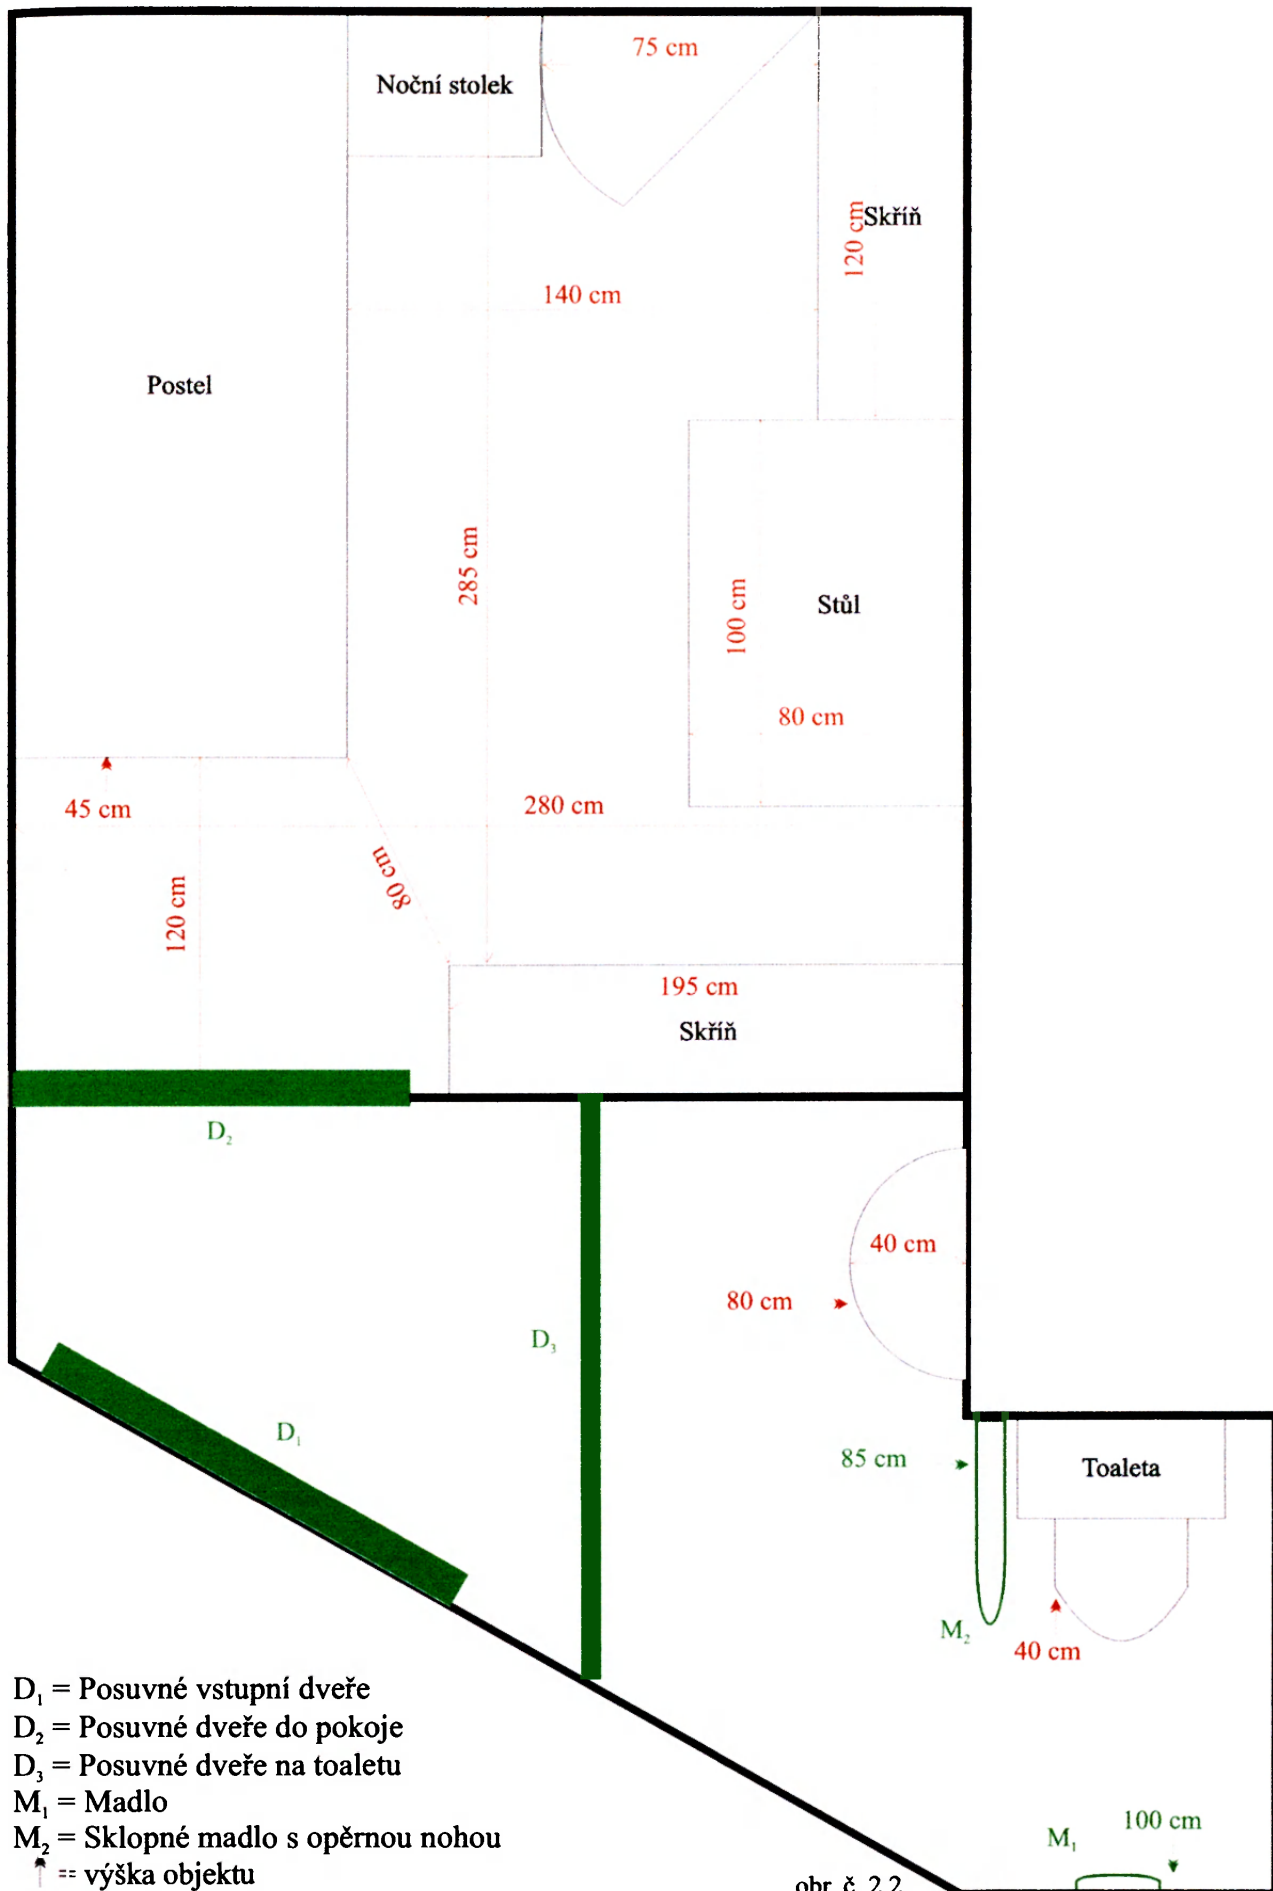 75 cm
Noční stolek
Skříň
120 cm
140 cm
Postel
285 cm
100 cm
Stůl
80 cm
45 cm
280 cm
80 cm
120 cm
195 cm
Skříň
D₂
40 cm
80 cm
D₃
D₁
85 cm
Toaleta
M₂
40 cm
D₁ = Posuvné vstupní dveře
D₂ = Posuvné dveře do pokoje
D₃ = Posuvné dveře na toaletu
M₁ = Madlo
M₂ = Sklopné madlo s opěrnou nohou
= výška objektu
100 cm
M₁
obr. č. 2.2